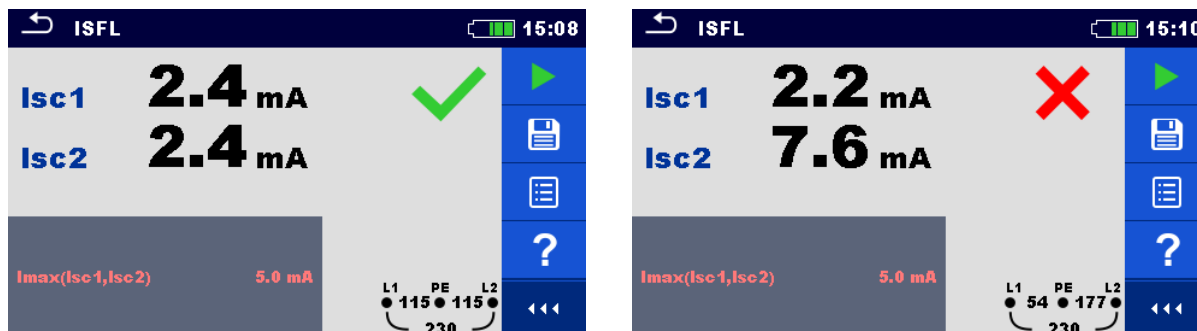 ISFL 15:08
Isc1 2.4 mA
Isc2 2.4 mA
?
Imax(Isc1,Isc2) 5.0 mA
L1 PE L2
115 115
230
ISFL 15:10
Isc1 2.2 mA
Isc2 7.6 mA
?
Imax(Isc1,Isc2) 5.0 mA
L1 PE L2
54 177
230